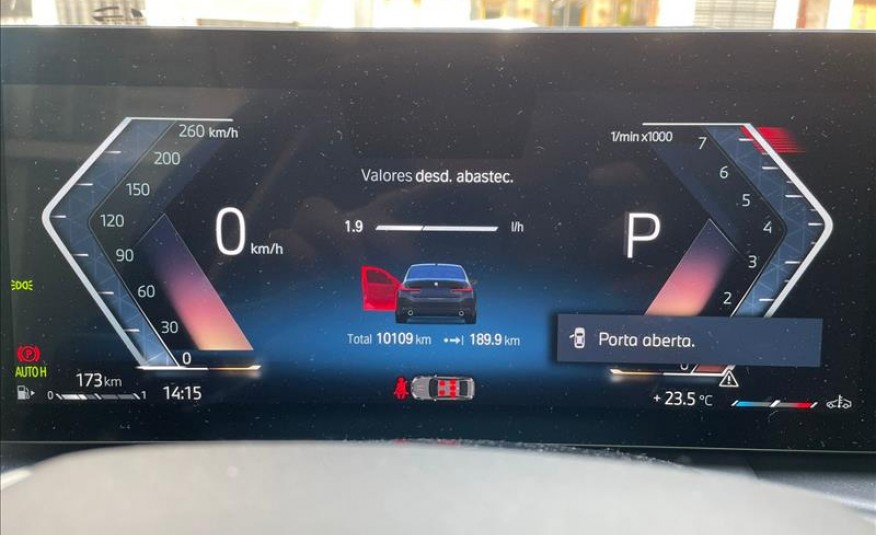 260 km/h
200
150
120
90
60
30
0
0 km/h
Valores desd. abastec.
1.9 l/h
Total 10109 km 189.9 km
1/min x1000
7
6
5
4
3
2
0
P
Porta aberta.
P
AUTO H
173 km
0 1
14:15
+ 23.5 °C